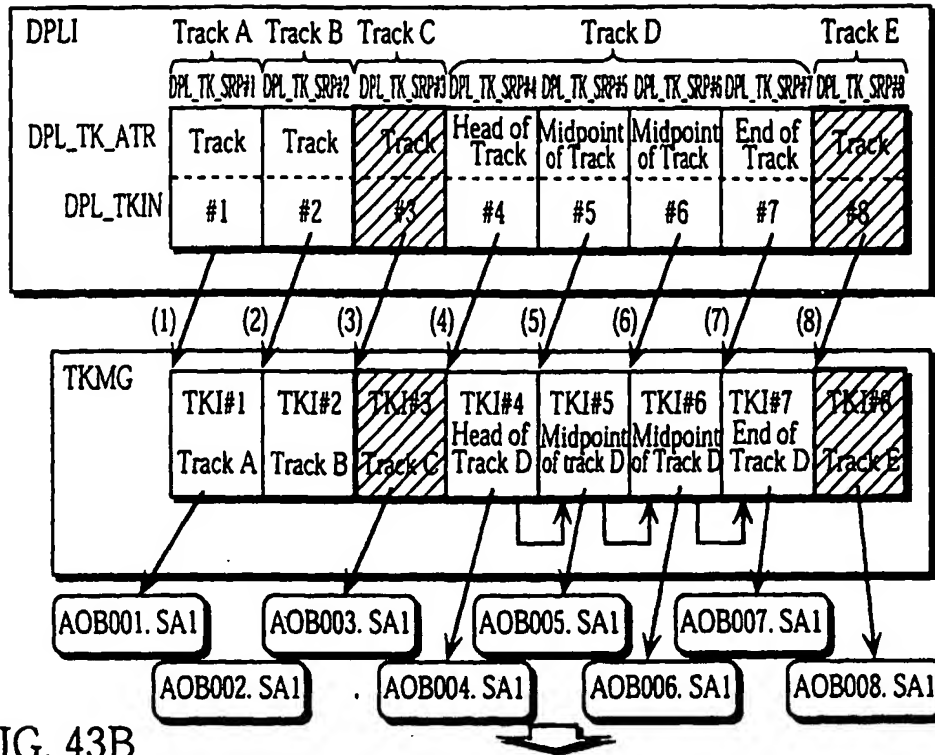 DPLI
Track A Track B Track C Track D Track E
DPL_TK_SRP#1 DPL_TK_SRP#2 DPL_TK_SRP#3 DPL_TK_SRP#4 DPL_TK_SRP#5 DPL_TK_SRP#6 DPL_TK_SRP#7 DPL_TK_SRP#8
DPL_TK_ATR
Track Track Track Head of Track Midpoint of Track Midpoint of Track End of Track Track
DPL_TKIN #1 #2 #3 #4 #5 #6 #7 #8
(1) (2) (3) (4) (5) (6) (7) (8)
TKMG
TKI#1 TKI#2 TKI#3 TKI#4 TKI#5 TKI#6 TKI#7 TKI#8
Head of Midpoint Midpoint End of
Track A Track B Track C Track D of track D of Track D Track D Track E
AOB001. SA1 AOB003. SA1 AOB005. SA1 AOB007. SA1
AOB002. SA1 AOB004. SA1 AOB006. SA1 AOB008. SA1
IG. 43B